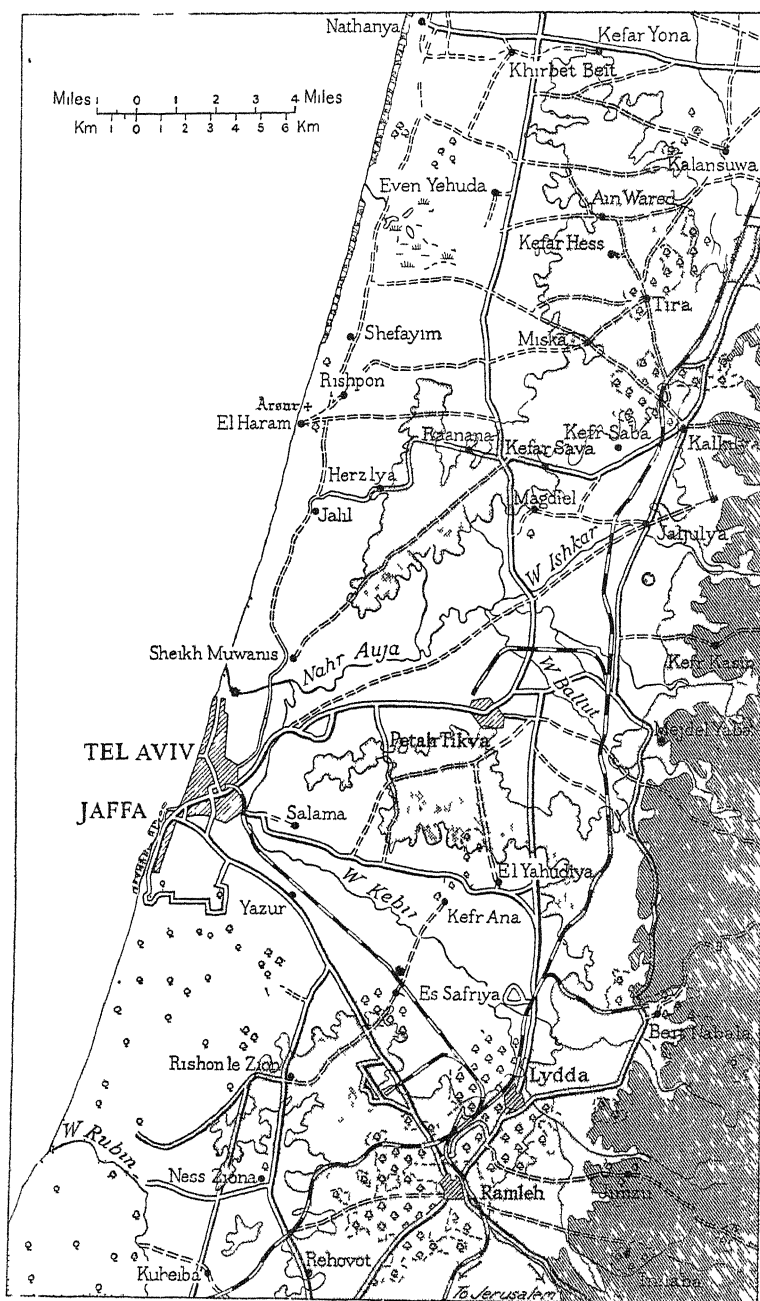 Nathanya
Kefar Yona
Khirbet Beit
Miles 1 0 1 2 3 4 Miles
Km 1 0 1 2 3 4 5 6 Km
Kalansuwa
Even Yehuda
Ain Wared
Kefar Hess
Tira
Shefayim
Miska
Rishpon
Arsur +
El Haram
Raanana
Kefar Sava
Kefr Saba
Kalkilya
Herzlya
Magdiel
Jahl
Jaljulya
W Ishkar
Sheikh Muwanis
Nahr Auja
Kefr Kasim
W Ballut
Petah Tikva
Mejdel Yaba
TEL AVIV
JAFFA
Salama
El Yahudiya
W Kebir
Yazur
Kefr Ana
Es Safriya
Beit Nabala
Rishon le Zion
Lydda
W Rubin
Ness Ziona
Ramleh
Jimzu
Kubeiba
Rehovot
To Jerusalem